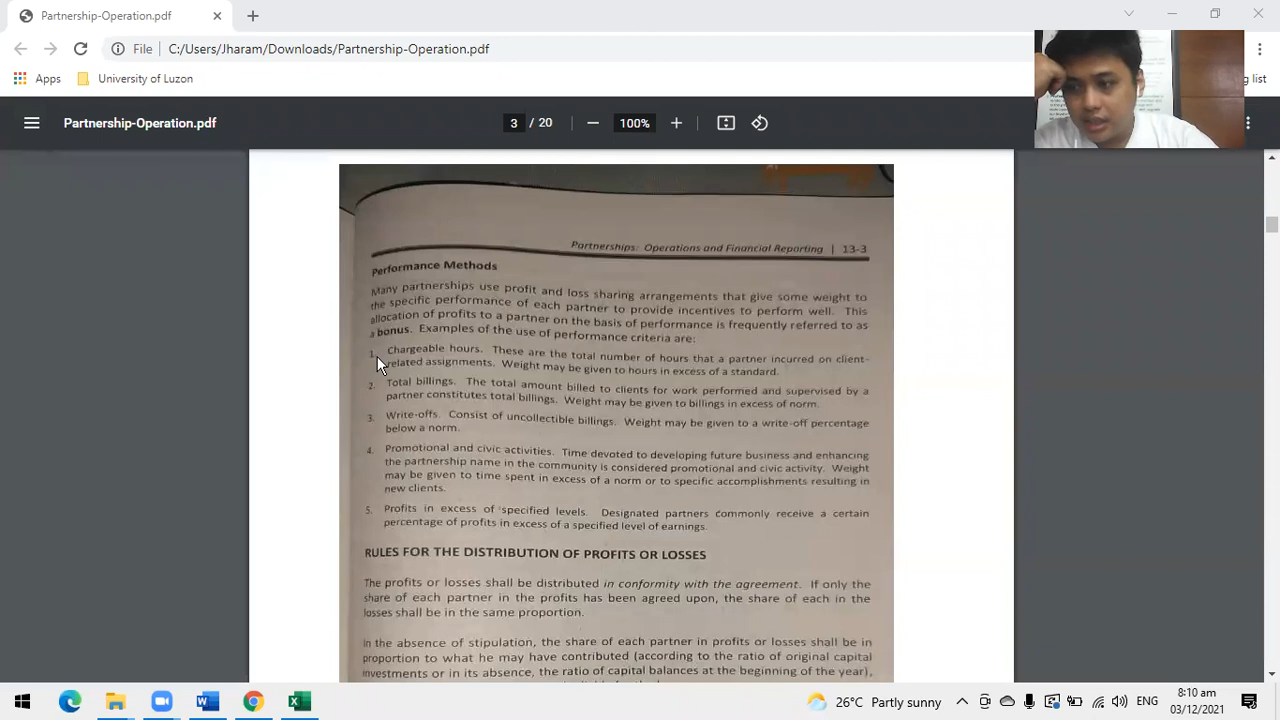 Partnership-Operation.pdf
File
C:/Users/Jharam/Downloads/Partnership-Operation.pdf
Apps
University of Luzon
Partnership-Operation.pdf
3 / 20
100%
Partnerships: Operations and Financial Reporting | 13-3
Performance Methods
Many partnerships use profit and loss sharing arrangements that give some weight to
the specific performance of each partner to provide incentives to perform well. This
allocation of profits to a partner on the basis of performance is frequently referred to as
a bonus. Examples of the use of performance criteria are:
1. Chargeable hours. These are the total number of hours that a partner incurred on client-
related assignments. Weight may be given to hours in excess of a standard.
2. Total billings. The total amount billed to clients for work performed and supervised by a
partner constitutes total billings. Weight may be given to billings in excess of norm.
3. Write-offs. Consist of uncollectible billings. Weight may be given to a write-off percentage
below a norm.
4. Promotional and civic activities. Time devoted to developing future business and enhancing
the partnership name in the community is considered promotional and civic activity. Weight
may be given to time spent in excess of a norm or to specific accomplishments resulting in
new clients.
5. Profits in excess of specified levels. Designated partners commonly receive a certain
percentage of profits in excess of a specified level of earnings.
RULES FOR THE DISTRIBUTION OF PROFITS OR LOSSES
The profits or losses shall be distributed in conformity with the agreement. If only the
share of each partner in the profits has been agreed upon, the share of each in the
losses shall be in the same proportion.
In the absence of stipulation, the share of each partner in profits or losses shall be in
proportion to what he may have contributed (according to the ratio of original capital
investments or in its absence, the ratio of capital balances at the beginning of the year),
26°C Partly sunny
ENG
8:10 am
03/12/2021